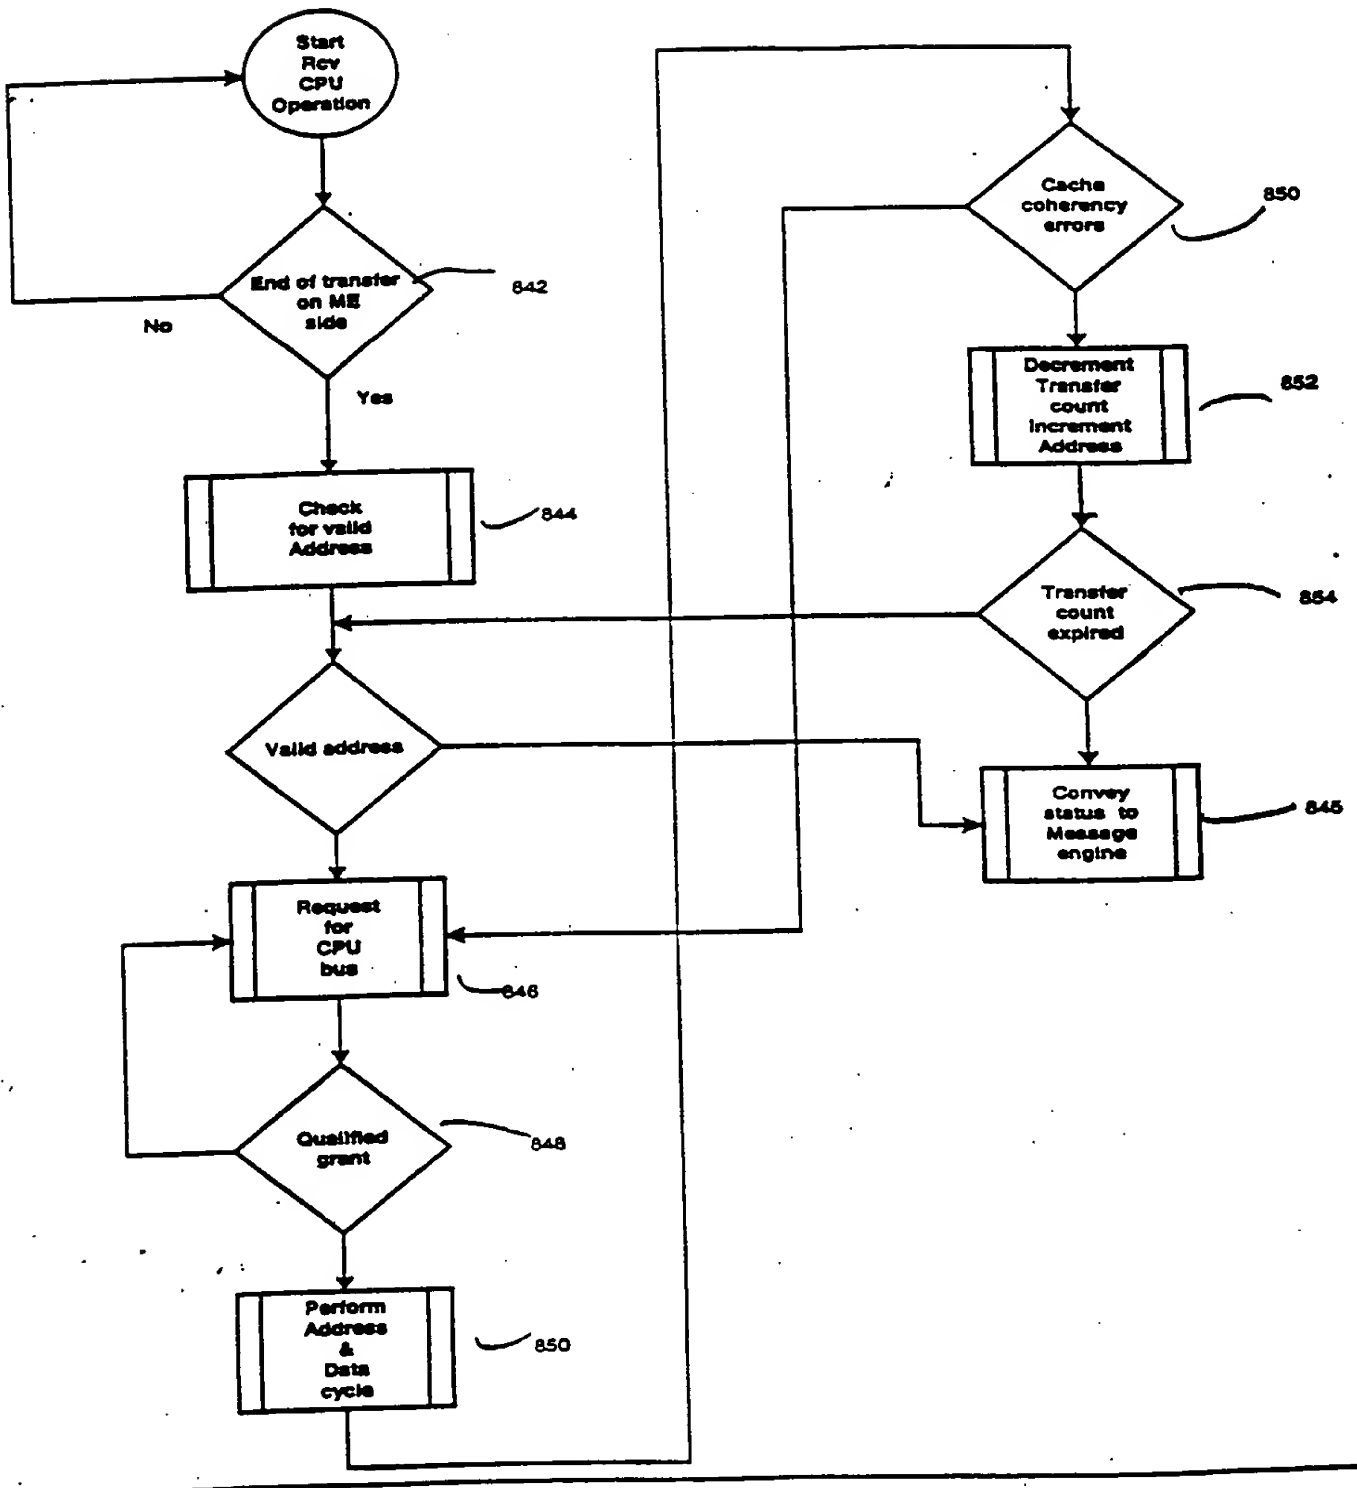 Start
Rcv
CPU
Operation
End of transfer
on ME
side
842
No
Yes
Check
for valid
Address
844
Valid address
Request
for
CPU
bus
846
Qualified
grant
848
Perform
Address
&
Data
cycle
850
Cache
coherency
errors
850
Decrement
Transfer
count
Increment
Address
852
Transfer
count
expired
854
Convey
status to
Message
engine
845